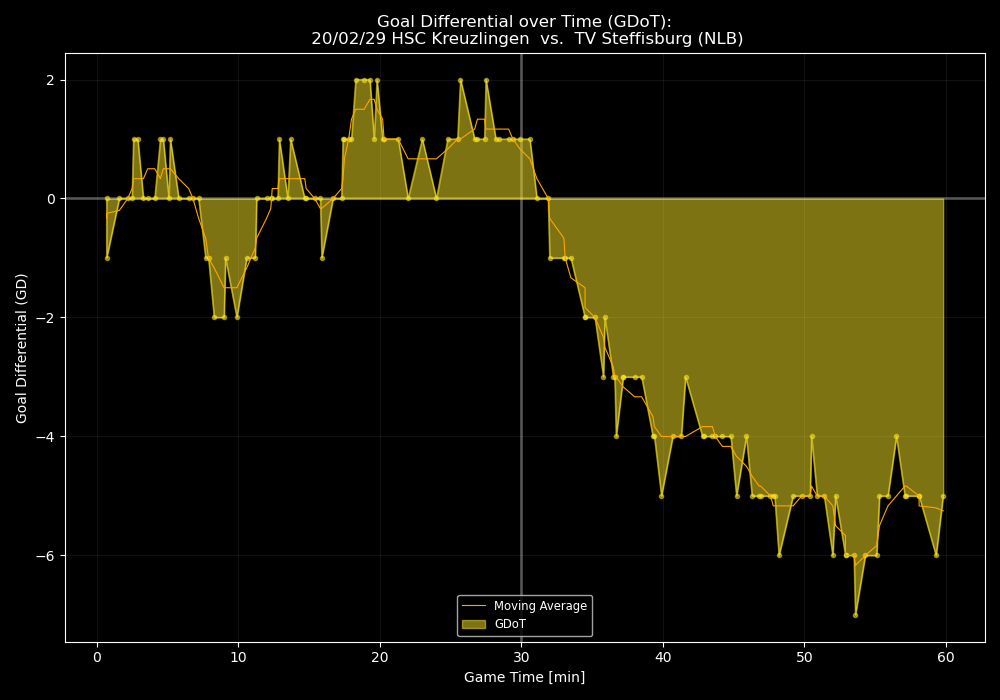 Goal Differential over Time (GDoT):
20/02/29 HSC Kreuzlingen  vs.  TV Steffisburg (NLB)
Goal Differential (GD)
2
0
−2
−4
−6
0 10 20 30 40 50 60
Game Time [min]
Moving Average
GDoT